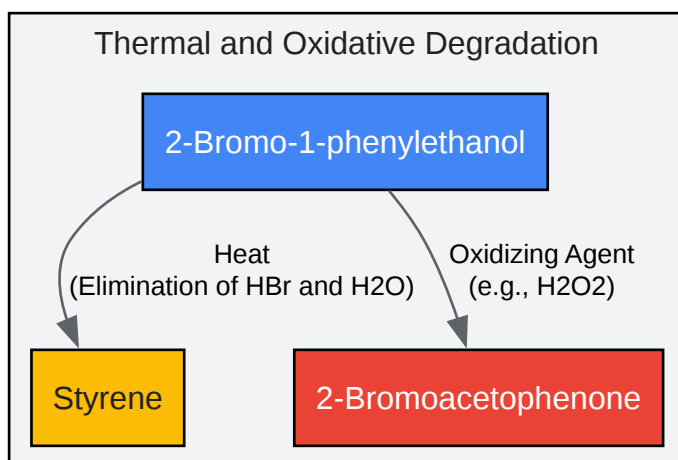 Thermal and Oxidative Degradation
2-Bromo-1-phenylethanol
Heat
(Elimination of HBr and H2O)
Oxidizing Agent
(e.g., H2O2)
Styrene
2-Bromoacetophenone